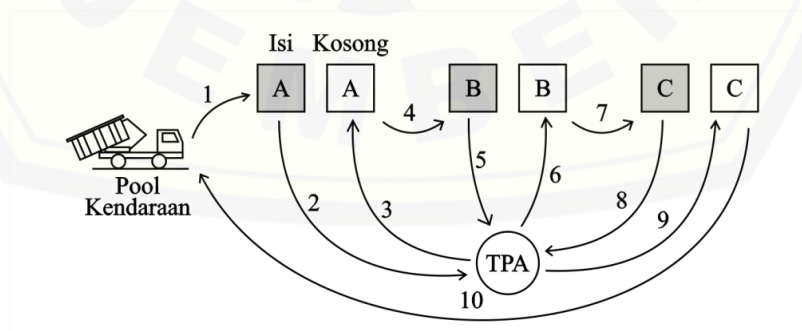 Isi Kosong
A A B B C C
1 4 7
Pool
Kendaraan
2 3 5 6 8 9
TPA
10